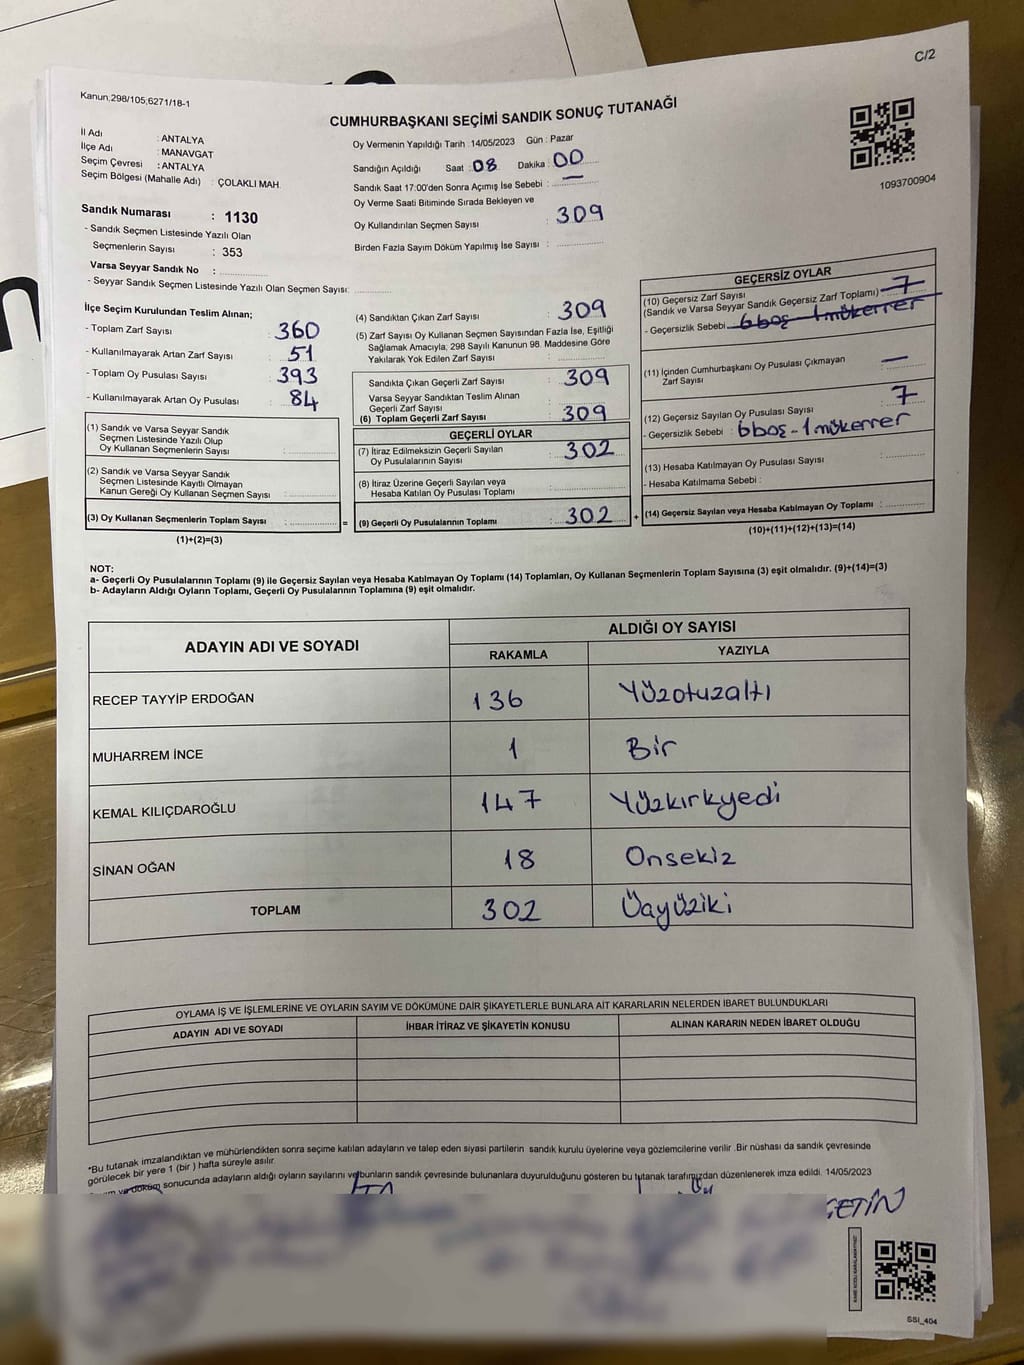 C/2
Kanun,298/105;6271/18-1
CUMHURBAŞKANI SEÇİMİ SANDIK SONUÇ TUTANAĞI
1093700904
İl Adı : ANTALYA
İlçe Adı : MANAVGAT
Seçim Çevresi : ANTALYA
Seçim Bölgesi (Mahalle Adı) : ÇOLAKLI MAH.
Sandık Numarası : 1130
- Sandık Seçmen Listesinde Yazılı Olan
Seçmenlerin Sayısı : 353
Varsa Seyyar Sandık No :
- Seyyar Sandık Seçmen Listesinde Yazılı Olan Seçmen Sayısı:
Oy Vermenin Yapıldığı Tarih :14/05/2023 Gün : Pazar
Sandığın Açıldığı Saat :08 Dakika : 00
Sandık Saat 17:00'den Sonra Açımış İse Sebebi : —
Oy Verme Saati Bitiminde Sırada Bekleyen ve
Oy Kullandırılan Seçmen Sayısı : 309
Birden Fazla Sayım Döküm Yapılmış İse Sayısı :
İlçe Seçim Kurulundan Teslim Alınan;
- Toplam Zarf Sayısı : 360
- Kullanılmayarak Artan Zarf Sayısı : 51
- Toplam Oy Pusulası Sayısı : 393
- Kullanılmayarak Artan Oy Pusulası : 84
(1) Sandık ve Varsa Seyyar Sandık
Seçmen Listesinde Yazılı Olup
Oy Kullanan Seçmenlerin Sayısı :
(2) Sandık ve Varsa Seyyar Sandık
Seçmen Listesinde Kayıtlı Olmayan
Kanun Gereği Oy Kullanan Seçmen Sayısı :
(3) Oy Kullanan Seçmenlerin Toplam Sayısı :
(1)+(2)=(3)
=
(4) Sandıktan Çıkan Zarf Sayısı : 309
(5) Zarf Sayısı Oy Kullanan Seçmen Sayısından Fazla İse, Eşitliği
Sağlamak Amacıyla, 298 Sayılı Kanunun 98. Maddesine Göre
Yakılarak Yok Edilen Zarf Sayısı :
Sandıkta Çıkan Geçerli Zarf Sayısı : 309
Varsa Seyyar Sandıktan Teslim Alınan
Geçerli Zarf Sayısı :
(6) Toplam Geçerli Zarf Sayısı : 309
GEÇERLİ OYLAR
(7) İtiraz Edilmeksizin Geçerli Sayılan
Oy Pusulalarının Sayısı : 302
(8) İtiraz Üzerine Geçerli Sayılan veya
Hesaba Katılan Oy Pusulası Toplamı :
(9) Geçerli Oy Pusulalarının Toplamı : 302
+
GEÇERSİZ OYLAR
(10) Geçersiz Zarf Sayısı
(Sandık ve Varsa Seyyar Sandık Geçersiz Zarf Toplamı) : 7
- Geçersizlik Sebebi : 6 boş - 1 mükerrer
(11) İçinden Cumhurbaşkanı Oy Pusulası Çıkmayan
Zarf Sayısı : —
(12) Geçersiz Sayılan Oy Pusulası Sayısı : 7
- Geçersizlik Sebebi : 6 boş - 1 mükerrer
(13) Hesaba Katılmayan Oy Pusulası Sayısı :
- Hesaba Katılmama Sebebi :
(14) Geçersiz Sayılan veya Hesaba Katılmayan Oy Toplamı :
(10)+(11)+(12)+(13)=(14)
NOT:
a- Geçerli Oy Pusulalarının Toplamı (9) ile Geçersiz Sayılan veya Hesaba Katılmayan Oy Toplamı (14) Toplamları, Oy Kullanan Seçmenlerin Toplam Sayısına (3) eşit olmalıdır. (9)+(14)=(3)
b- Adayların Aldığı Oyların Toplamı, Geçerli Oy Pusulalarının Toplamına (9) eşit olmalıdır.
ADAYIN ADI VE SOYADI ALDIĞI OY SAYISI
RAKAMLA YAZIYLA
RECEP TAYYİP ERDOĞAN 136 Yüzotuzaltı
MUHARREM İNCE 1 Bir
KEMAL KILIÇDAROĞLU 147 Yüzkırkyedi
SİNAN OĞAN 18 Onsekiz
TOPLAM 302 Üçyüziki
OYLAMA İŞ VE İŞLEMLERİNE VE OYLARIN SAYIM VE DÖKÜMÜNE DAİR ŞİKAYETLERLE BUNLARA AİT KARARLARIN NELERDEN İBARET BULUNDUKLARI
ADAYIN ADI VE SOYADI İHBAR İTİRAZ VE ŞİKAYETİN KONUSU ALINAN KARARIN NEDEN İBARET OLDUĞU
*Bu tutanak imzalandıktan ve mühürlendikten sonra seçime katılan adayların ve talep eden siyasi partilerin sandık kurulu üyelerine veya gözlemcilerine verilir .Bir nüshası da sandık çevresinde
görülecek bir yere 1 (bir ) hafta süreyle asılır.
ve döküm sonucunda adayların aldığı oyların sayılarını ve bunların sandık çevresinde bulunanlara duyurulduğunu gösteren bu tutanak tarafımızdan düzenlenerek imza edildi. 14/05/2023
ÇETİN
SSI_404